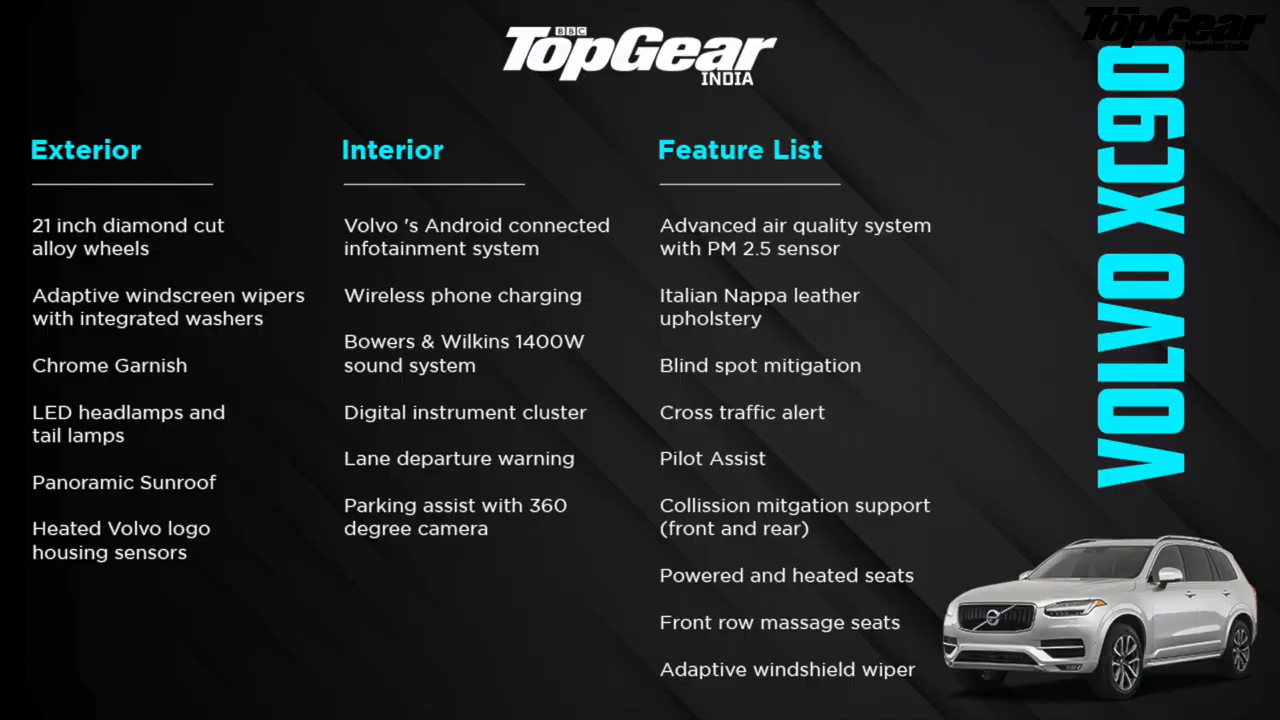 BBC
TopGear
INDIA
TopGear
Magazine India
VOLVO XC90
Exterior
21 inch diamond cut
alloy wheels
Adaptive windscreen wipers
with integrated washers
Chrome Garnish
LED headlamps and
tail lamps
Panoramic Sunroof
Heated Volvo logo
housing sensors
Interior
Volvo 's Android connected
infotainment system
Wireless phone charging
Bowers & Wilkins 1400W
sound system
Digital instrument cluster
Lane departure warning
Parking assist with 360
degree camera
Feature List
Advanced air quality system
with PM 2.5 sensor
Italian Nappa leather
upholstery
Blind spot mitigation
Cross traffic alert
Pilot Assist
Collission mitgation support
(front and rear)
Powered and heated seats
Front row massage seats
Adaptive windshield wiper